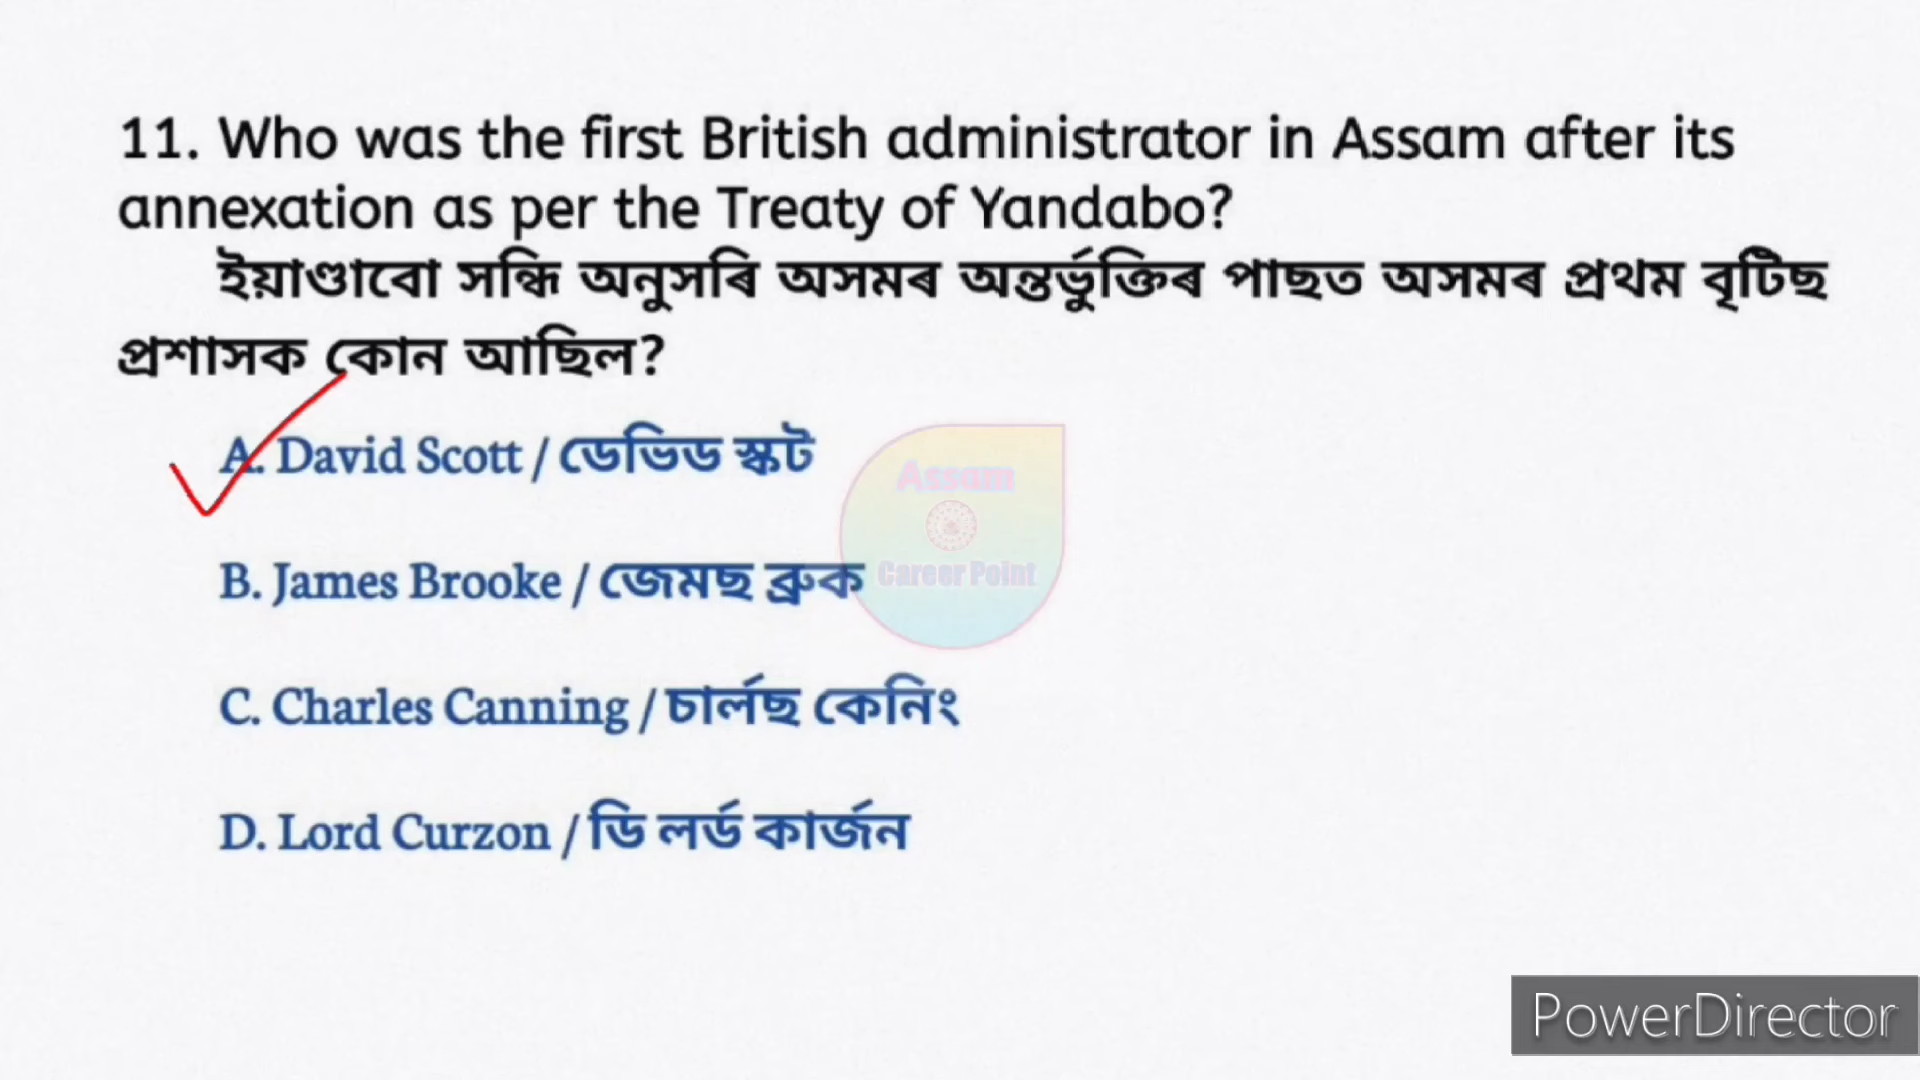 11. Who was the first British administrator in Assam after its
annexation as per the Treaty of Yandabo?
ইয়াণ্ডাবো সন্ধি অনুসৰি অসমৰ অন্তৰ্ভুক্তিৰ পাছত অসমৰ প্ৰথম বৃটিছ
প্ৰশাসক কোন আছিল?
A. David Scott / ডেভিড স্কট
B. James Brooke / জেমছ ব্ৰুক
C. Charles Canning / চাৰ্লছ কেনিং
D. Lord Curzon / ডি লৰ্ড কাৰ্জন
Assam
Career Point
PowerDirector